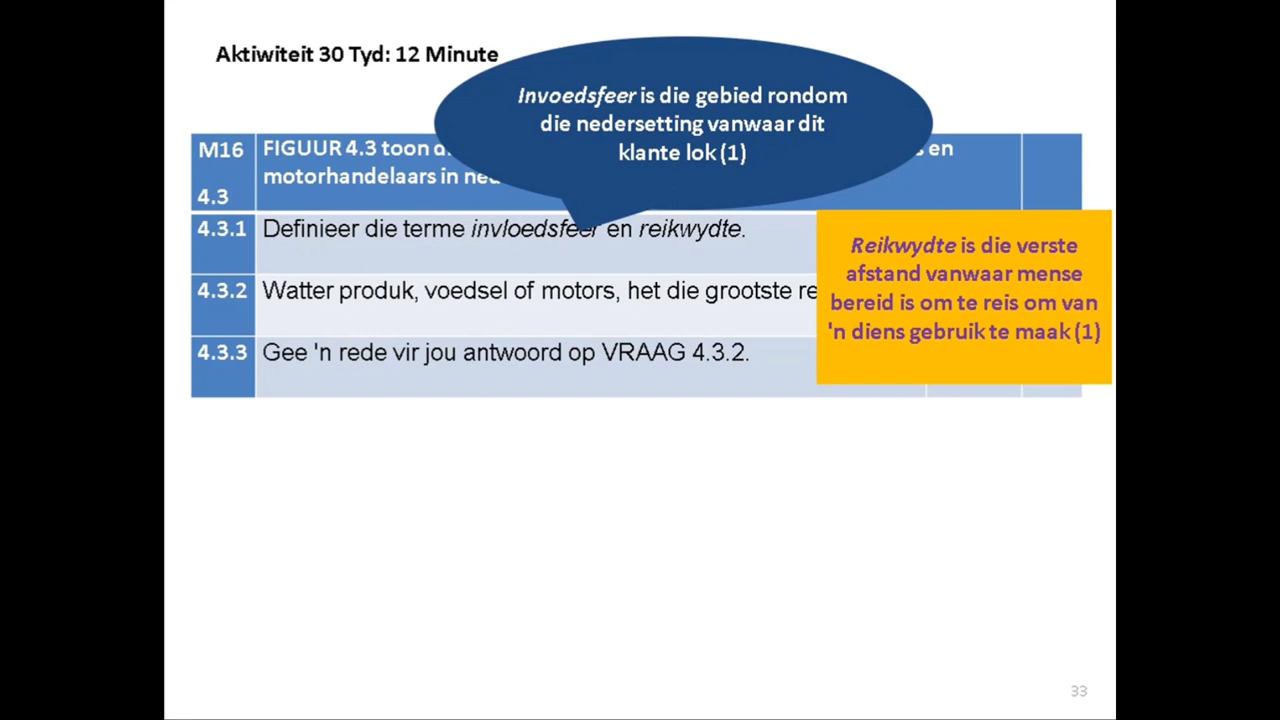 Aktiwiteit 30 Tyd: 12 Minute
Invoedsfeer is die gebied rondom
die nedersetting vanwaar dit
klante lok (1)
M16
4.3
FIGUUR 4.3 toon en
motorhandelaars in
4.3.1 Definieer die terme invloedsfeer en reikwydte.
4.3.2 Watter produk, voedsel of motors, het die grootste
4.3.3 Gee 'n rede vir jou antwoord op VRAAG 4.3.2.
Reikwydte is die verste
afstand vanwaar mense
bereid is om te reis om van
'n diens gebruik te maak (1)
33